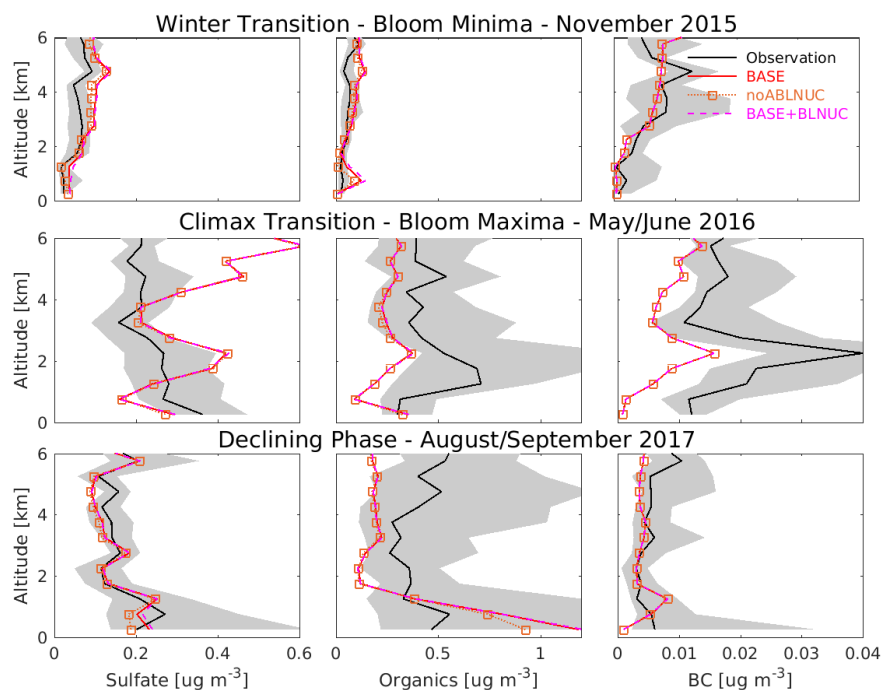 Winter Transition - Bloom Minima - November 2015
Altitude [km]
6
4
2
0
Observation
BASE
noABLNUC
BASE+BLNUC
Climax Transition - Bloom Maxima - May/June 2016
Altitude [km]
6
4
2
0
Declining Phase - August/September 2017
Altitude [km]
6
4
2
0
0 0.2 0.4 0.6
0 0.5 1
0 0.01 0.02 0.03 0.04
Sulfate [ug m-3]
Organics [ug m-3]
BC [ug m-3]